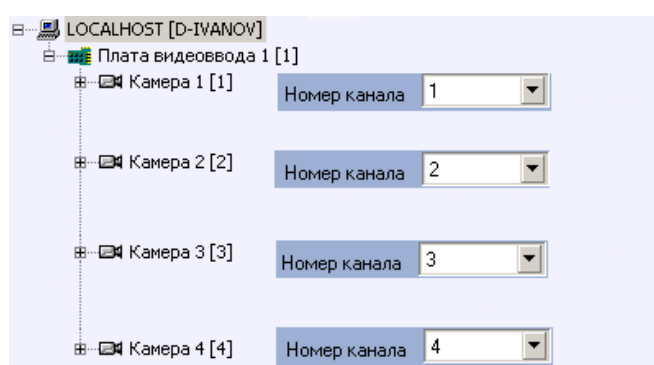 LOCALHOST [D-IVANOV]
Плата видеоввода 1 [1]
Камера 1 [1] Номер канала 1
Камера 2 [2] Номер канала 2
Камера 3 [3] Номер канала 3
Камера 4 [4] Номер канала 4